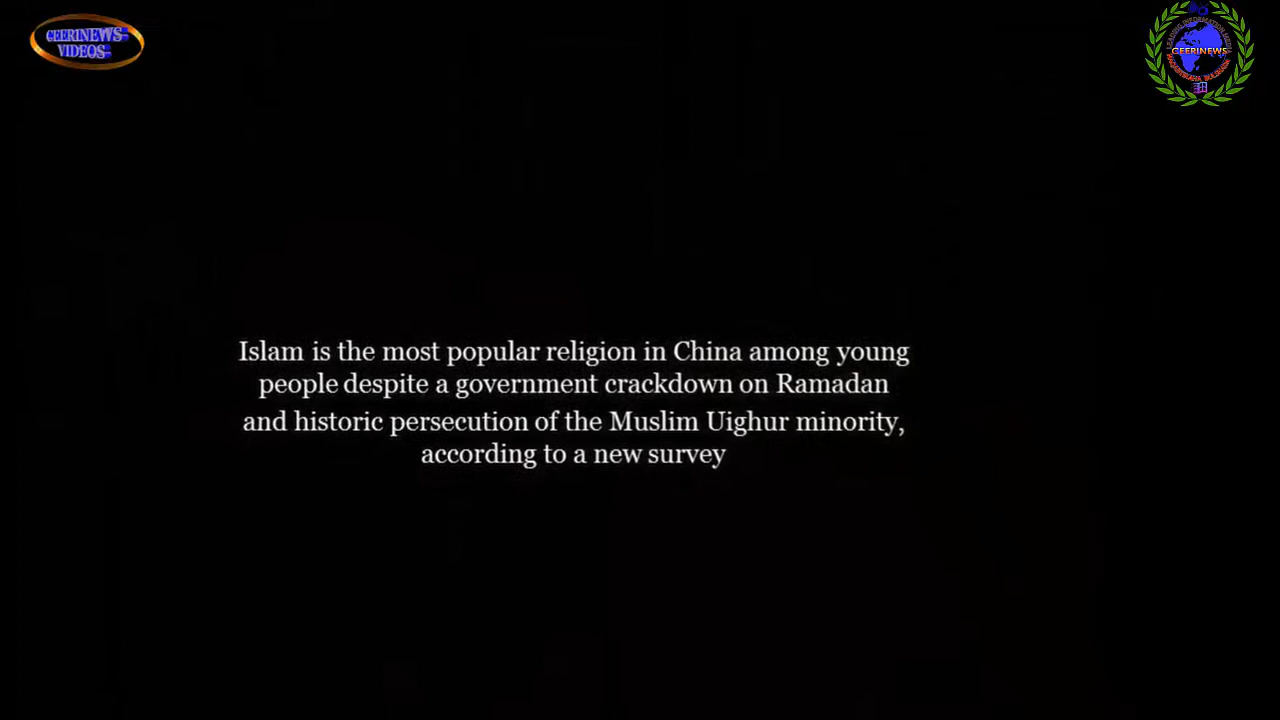 CEERINEWS
VIDEOS
CEERINEWS
Islam is the most popular religion in China among young
people despite a government crackdown on Ramadan
and historic persecution of the Muslim Uighur minority,
according to a new survey